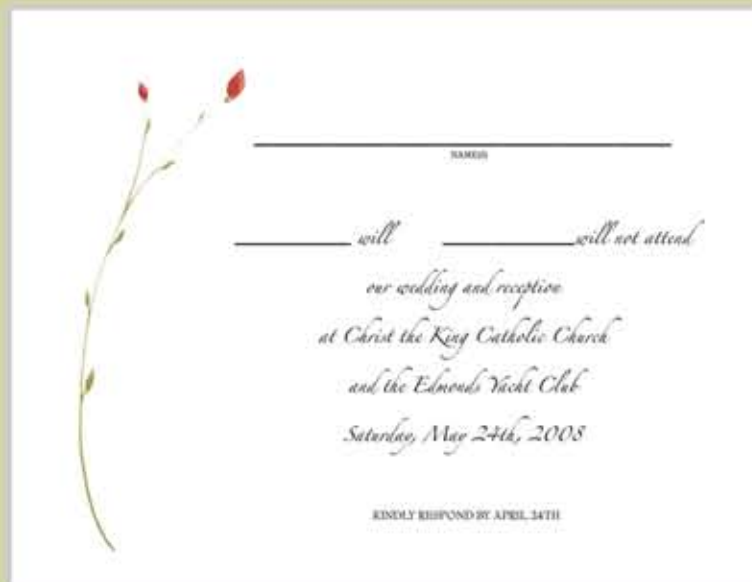 NAME(S)
will will not attend
our wedding and reception
at Christ the King Catholic Church
and the Edmonds Yacht Club
Saturday, May 24th, 2008
KINDLY RESPOND BY APRIL 24TH